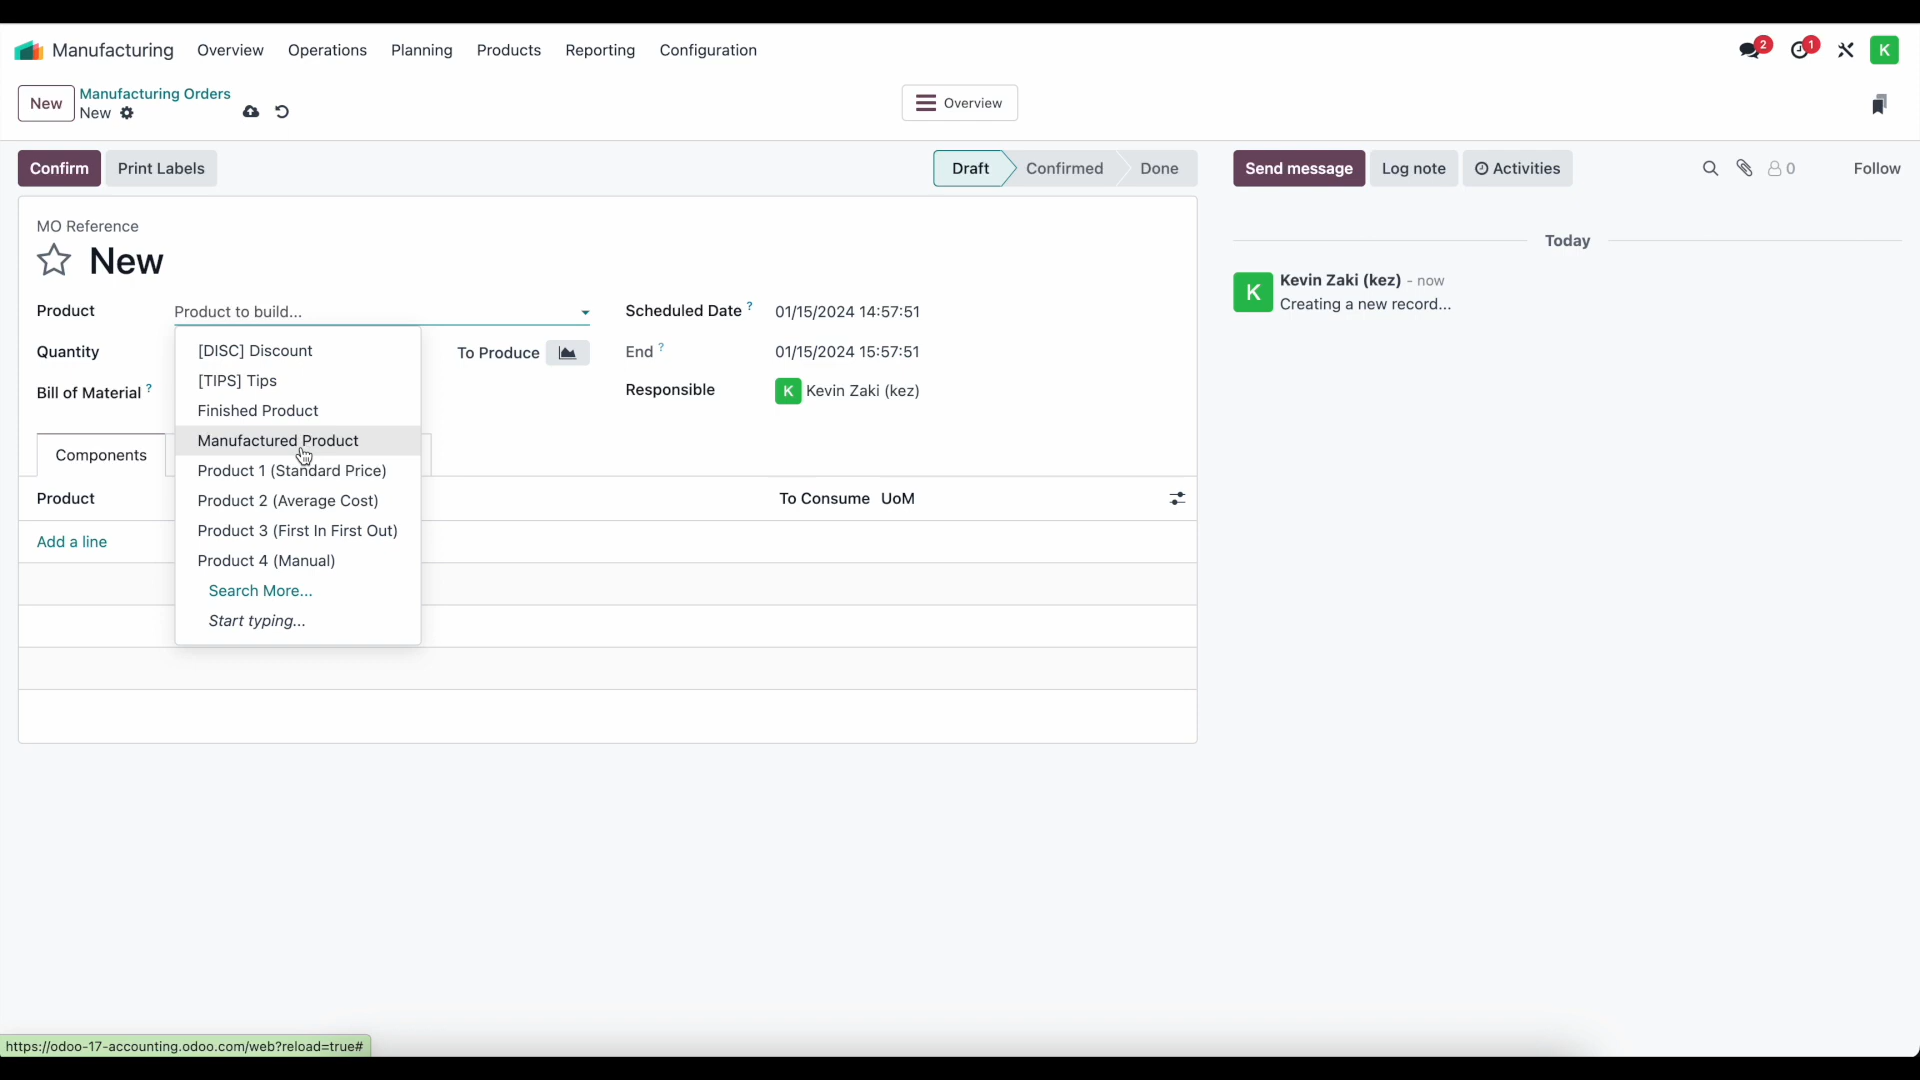 Manufacturing Overview Operations Planning Products Reporting Configuration 2 1 K
New Manufacturing Orders
New
Overview
Confirm Print Labels Draft Confirmed Done Send message Log note Activities 0 Follow
MO Reference
New
Today
Kevin Zaki (kez) - now
K
Creating a new record...
Product Product to build... Scheduled Date ? 01/15/2024 14:57:51
Quantity To Produce End ? 01/15/2024 15:57:51
Bill of Material ? Responsible K Kevin Zaki (kez)
[DISC] Discount
[TIPS] Tips
Finished Product
Manufactured Product
Product 1 (Standard Price)
Product 2 (Average Cost)
Product 3 (First In First Out)
Product 4 (Manual)
Search More...
Start typing...
Components
Product To Consume UoM
Add a line
https://odoo-17-accounting.odoo.com/web?reload=true#